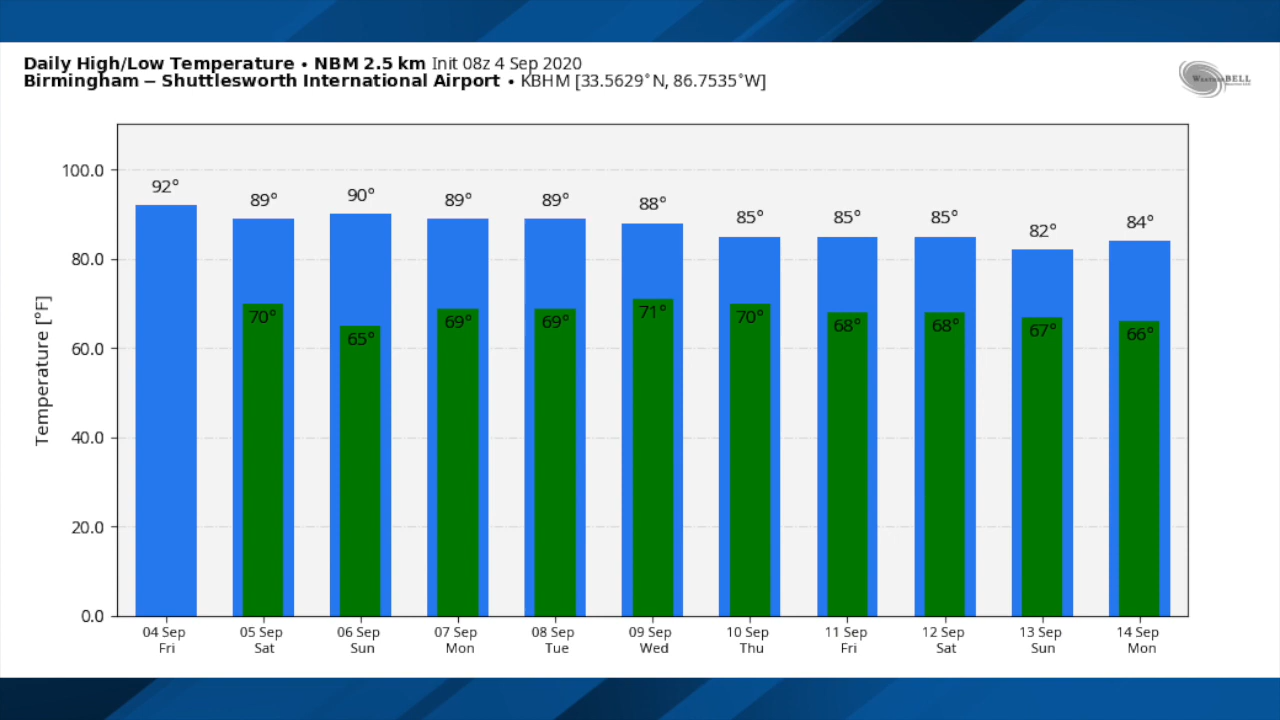 Daily High/Low Temperature • NBM 2.5 km Init 08z 4 Sep 2020
Birmingham – Shuttlesworth International Airport • KBHM [33.5629°N, 86.7535°W]
WeatherBELL
Temperature [°F]
100.0
80.0
60.0
40.0
20.0
0.0
92° 89° 90° 89° 89° 88° 85° 85° 85° 82° 84°
70° 65° 69° 69° 71° 70° 68° 68° 67° 66°
04 Sep 05 Sep 06 Sep 07 Sep 08 Sep 09 Sep 10 Sep 11 Sep 12 Sep 13 Sep 14 Sep
Fri Sat Sun Mon Tue Wed Thu Fri Sat Sun Mon